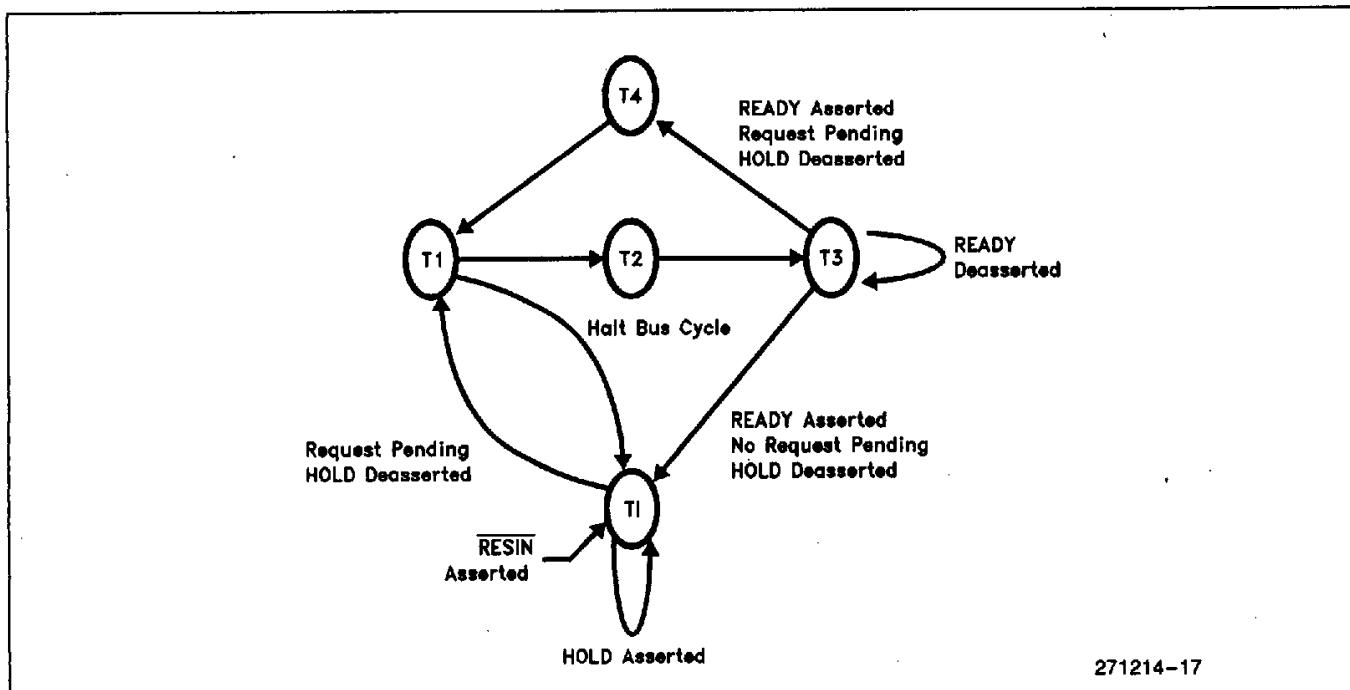 T4
READY Asserted
Request Pending
HOLD Deasserted
T1
T2
T3
READY
Deasserted
Halt Bus Cycle
Request Pending
HOLD Deasserted
READY Asserted
No Request Pending
HOLD Deasserted
TI
RESIN
Asserted
HOLD Asserted
271214-17